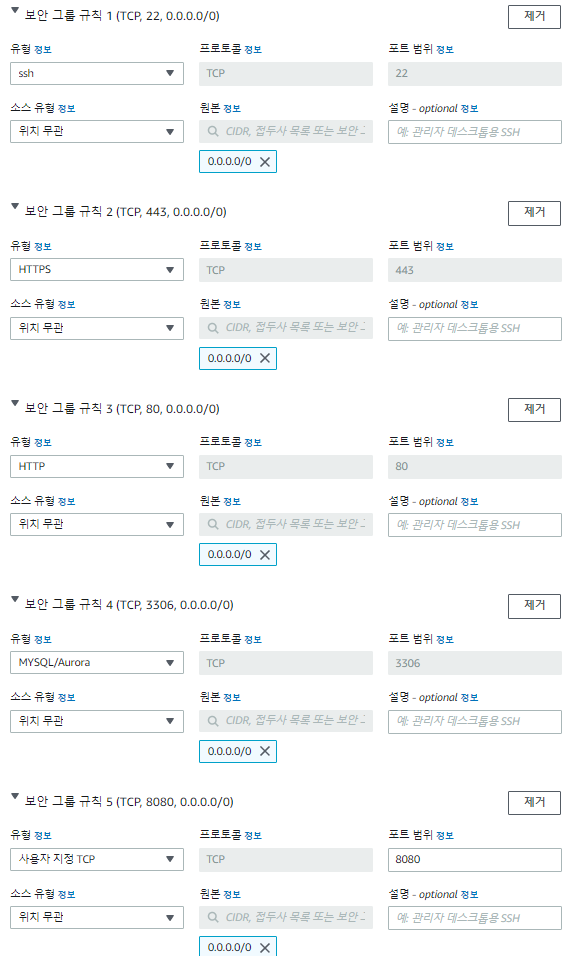 보안 그룹 규칙 1 (TCP, 22, 0.0.0.0/0) 제거
유형 정보 프로토콜 정보 포트 범위 정보
ssh TCP 22
소스 유형 정보 원본 정보 설명 - optional 정보
위치 무관 CIDR, 접두사 목록 또는 보안 예: 관리자 데스크톱용 SSH
0.0.0.0/0
보안 그룹 규칙 2 (TCP, 443, 0.0.0.0/0) 제거
유형 정보 프로토콜 정보 포트 범위 정보
HTTPS TCP 443
소스 유형 정보 원본 정보 설명 - optional 정보
위치 무관 CIDR, 접두사 목록 또는 보안 예: 관리자 데스크톱용 SSH
0.0.0.0/0
보안 그룹 규칙 3 (TCP, 80, 0.0.0.0/0) 제거
유형 정보 프로토콜 정보 포트 범위 정보
HTTP TCP 80
소스 유형 정보 원본 정보 설명 - optional 정보
위치 무관 CIDR, 접두사 목록 또는 보안 예: 관리자 데스크톱용 SSH
0.0.0.0/0
보안 그룹 규칙 4 (TCP, 3306, 0.0.0.0/0) 제거
유형 정보 프로토콜 정보 포트 범위 정보
MYSQL/Aurora TCP 3306
소스 유형 정보 원본 정보 설명 - optional 정보
위치 무관 CIDR, 접두사 목록 또는 보안 예: 관리자 데스크톱용 SSH
0.0.0.0/0
보안 그룹 규칙 5 (TCP, 8080, 0.0.0.0/0) 제거
유형 정보 프로토콜 정보 포트 범위 정보
사용자 지정 TCP TCP 8080
소스 유형 정보 원본 정보 설명 - optional 정보
위치 무관 CIDR, 접두사 목록 또는 보안 예: 관리자 데스크톱용 SSH
0.0.0.0/0